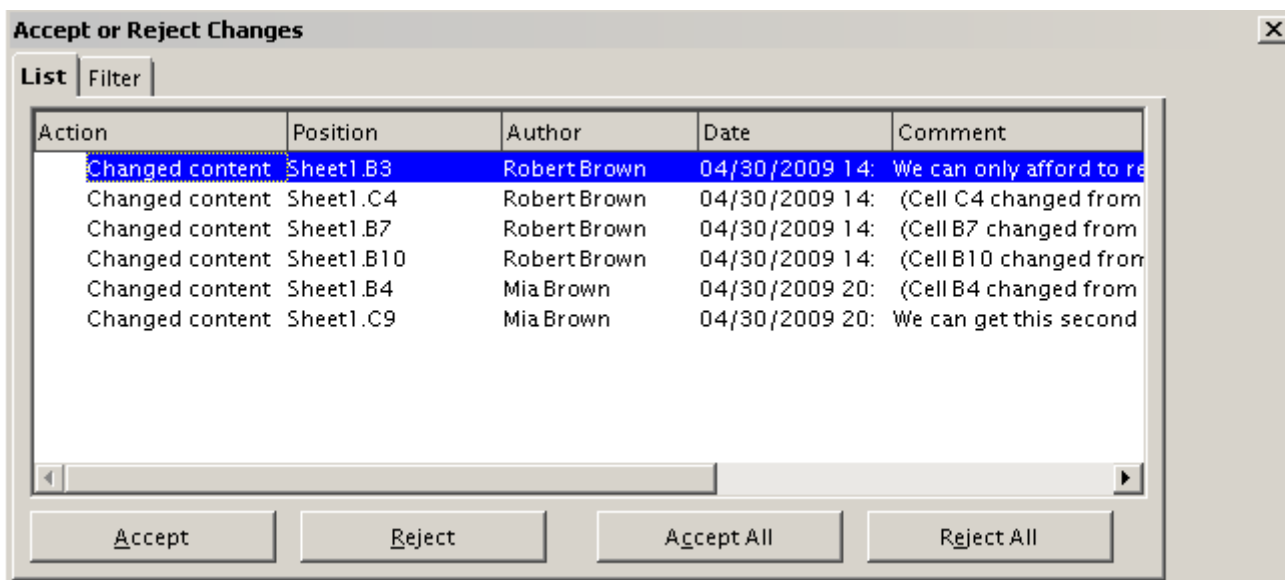 Accept or Reject Changes
List Filter
Action Position Author Date Comment
Changed content Sheet1.B3 Robert Brown 04/30/2009 14: We can only afford to re
Changed content Sheet1.C4 Robert Brown 04/30/2009 14: (Cell C4 changed from
Changed content Sheet1.B7 Robert Brown 04/30/2009 14: (Cell B7 changed from
Changed content Sheet1.B10 Robert Brown 04/30/2009 14: (Cell B10 changed from
Changed content Sheet1.B4 Mia Brown 04/30/2009 20: (Cell B4 changed from
Changed content Sheet1.C9 Mia Brown 04/30/2009 20: We can get this second
Accept Reject Accept All Reject All